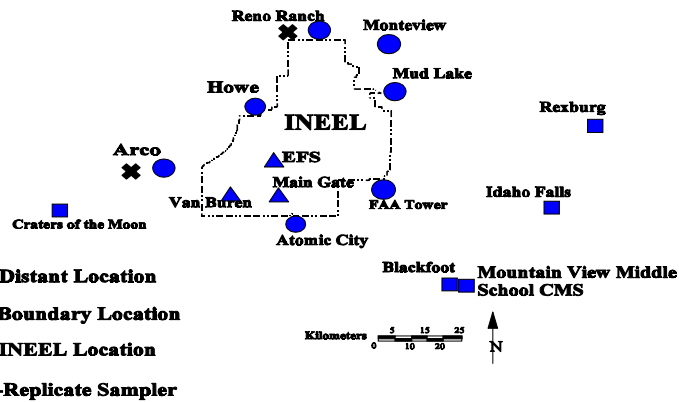 Reno Ranch
Monteview
Mud Lake
Howe
Rexburg
INEEL
Arco
EFS
Main Gate
Idaho Falls
Van Buren
FAA Tower
Craters of the Moon
Atomic City
Blackfoot
Mountain View Middle
School CMS
Distant Location
Boundary Location
INEEL Location
-Replicate Sampler
Kilometers
5 15 25
0 10 20
N